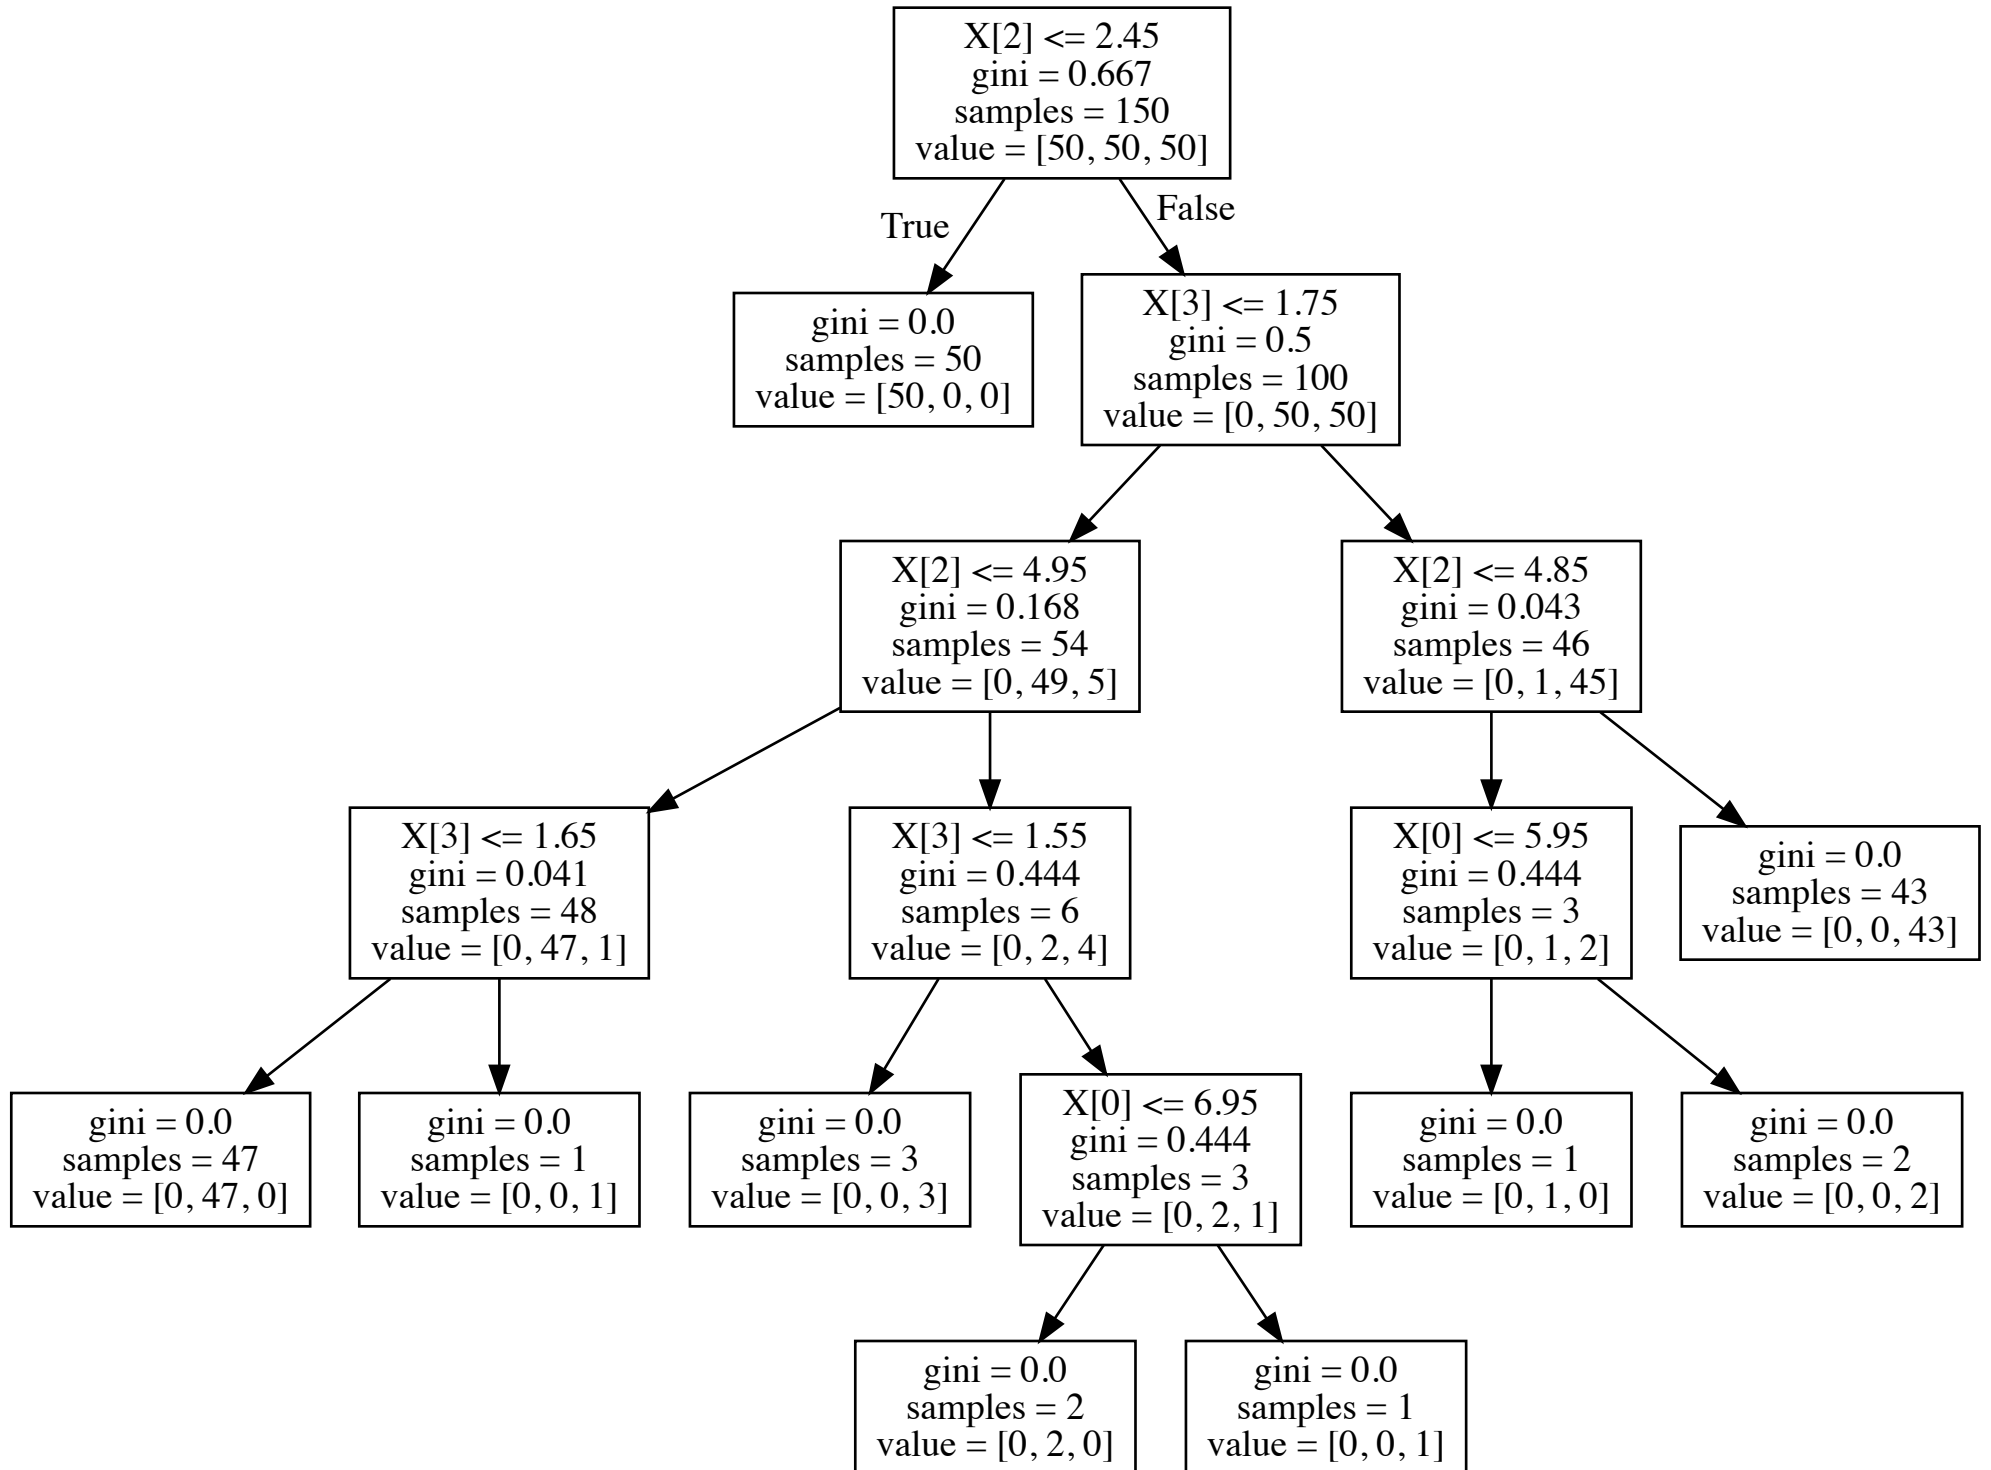 X[2] <= 2.45
gini = 0.667
samples = 150
value = [50, 50, 50]
True
False
gini = 0.0
samples = 50
value = [50, 0, 0]
X[3] <= 1.75
gini = 0.5
samples = 100
value = [0, 50, 50]
X[2] <= 4.95
gini = 0.168
samples = 54
value = [0, 49, 5]
X[2] <= 4.85
gini = 0.043
samples = 46
value = [0, 1, 45]
X[3] <= 1.65
gini = 0.041
samples = 48
value = [0, 47, 1]
X[3] <= 1.55
gini = 0.444
samples = 6
value = [0, 2, 4]
X[0] <= 5.95
gini = 0.444
samples = 3
value = [0, 1, 2]
gini = 0.0
samples = 43
value = [0, 0, 43]
gini = 0.0
samples = 47
value = [0, 47, 0]
gini = 0.0
samples = 1
value = [0, 0, 1]
gini = 0.0
samples = 3
value = [0, 0, 3]
X[0] <= 6.95
gini = 0.444
samples = 3
value = [0, 2, 1]
gini = 0.0
samples = 1
value = [0, 1, 0]
gini = 0.0
samples = 2
value = [0, 0, 2]
gini = 0.0
samples = 2
value = [0, 2, 0]
gini = 0.0
samples = 1
value = [0, 0, 1]